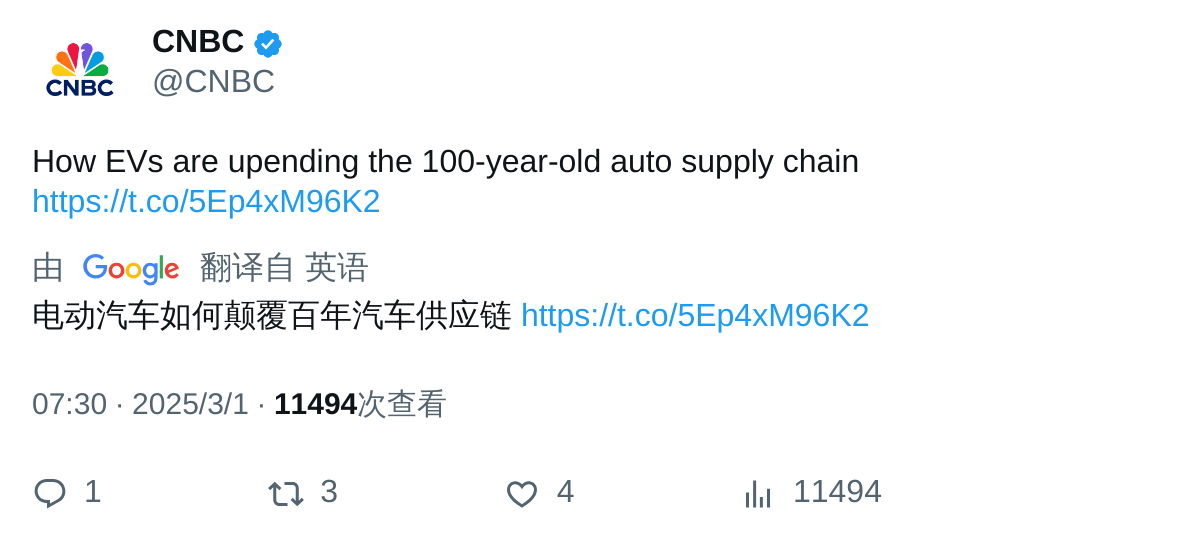 CNBC
CNBC
@CNBC
How EVs are upending the 100-year-old auto supply chain
https://t.co/5Ep4xM96K2
由 Google 翻译自 英语
电动汽车如何颠覆百年汽车供应链 https://t.co/5Ep4xM96K2
07:30 · 2025/3/1 · 11494次查看
1 3 4 11494